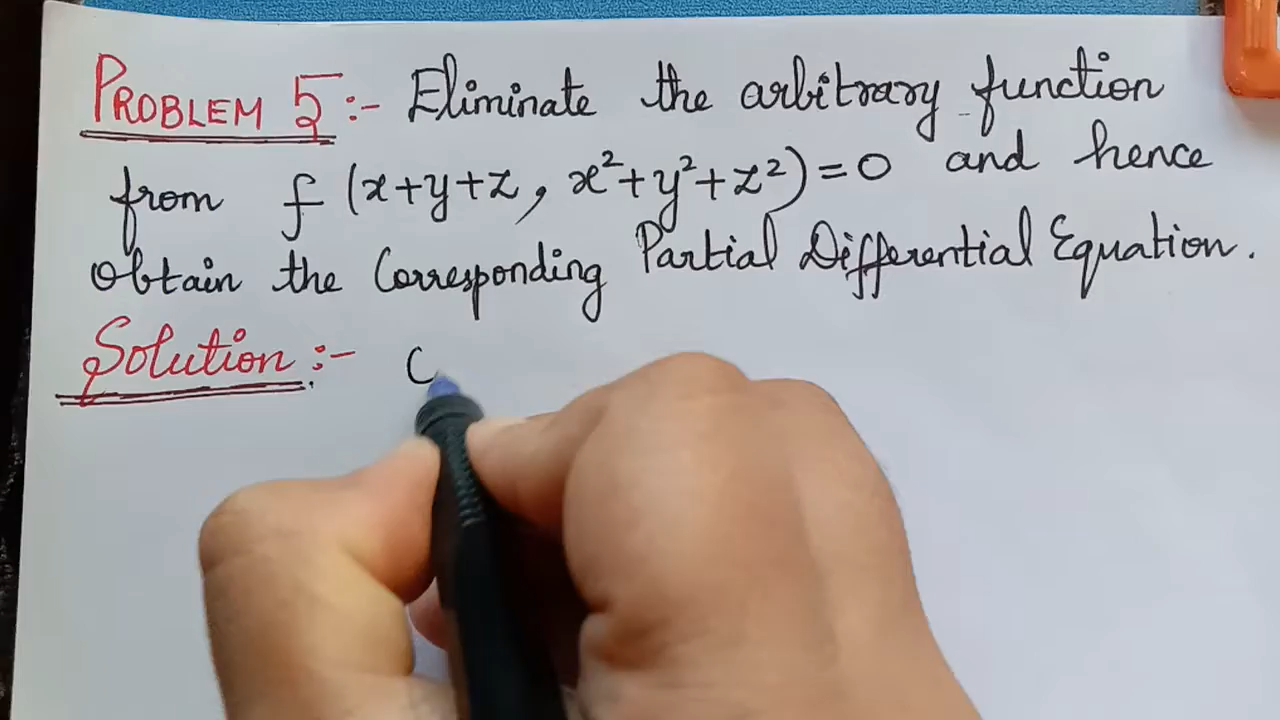 PROBLEM 5:- Eliminate the arbitrary function
from f (x+y+z, x²+y²+z²)=0 and hence
obtain the Corresponding Partial Differential Equation.
Solution:- C